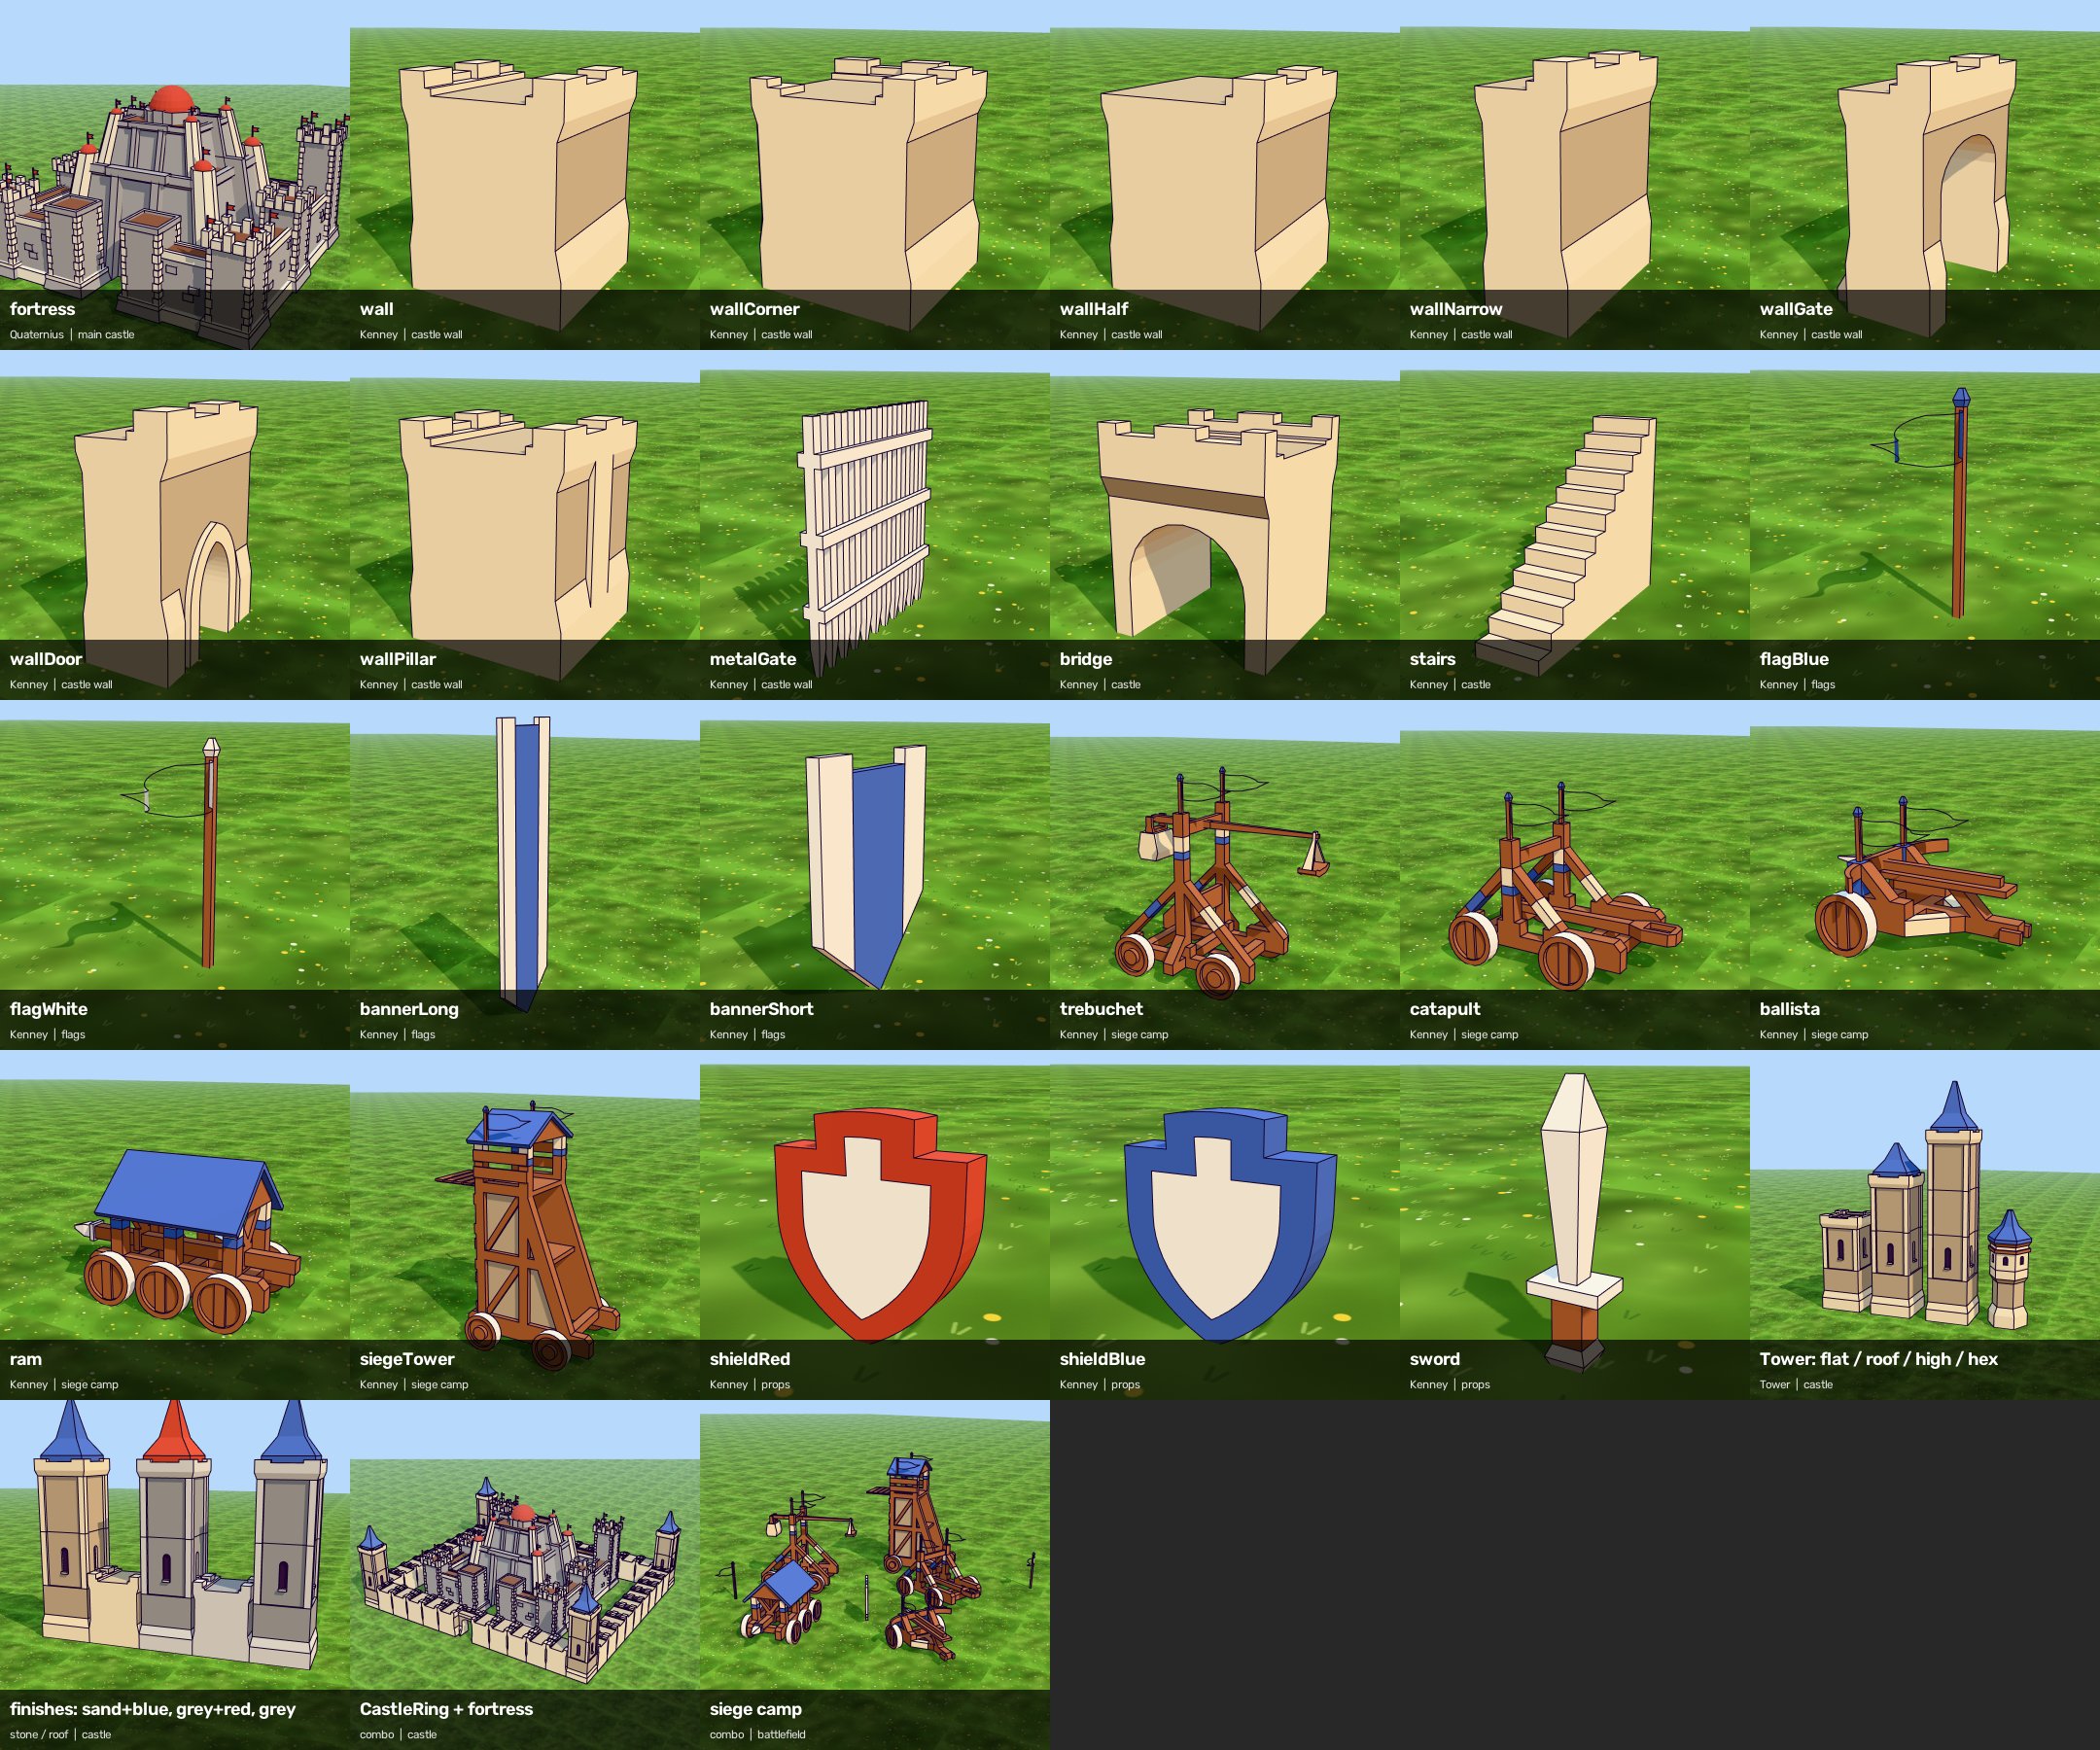 fortress
Quaternius | main castle
wall
Kenney | castle wall
wallCorner
Kenney | castle wall
wallHalf
Kenney | castle wall
wallNarrow
Kenney | castle wall
wallGate
Kenney | castle wall
wallDoor
Kenney | castle wall
wallPillar
Kenney | castle wall
metalGate
Kenney | castle wall
bridge
Kenney | castle
stairs
Kenney | castle
flagBlue
Kenney | flags
flagWhite
Kenney | flags
bannerLong
Kenney | flags
bannerShort
Kenney | flags
trebuchet
Kenney | siege camp
catapult
Kenney | siege camp
ballista
Kenney | siege camp
ram
Kenney | siege camp
siegeTower
Kenney | siege camp
shieldRed
Kenney | props
shieldBlue
Kenney | props
sword
Kenney | props
Tower: flat / roof / high / hex
Tower | castle
finishes: sand+blue, grey+red, grey
stone / roof | castle
CastleRing + fortress
combo | castle
siege camp
combo | battlefield